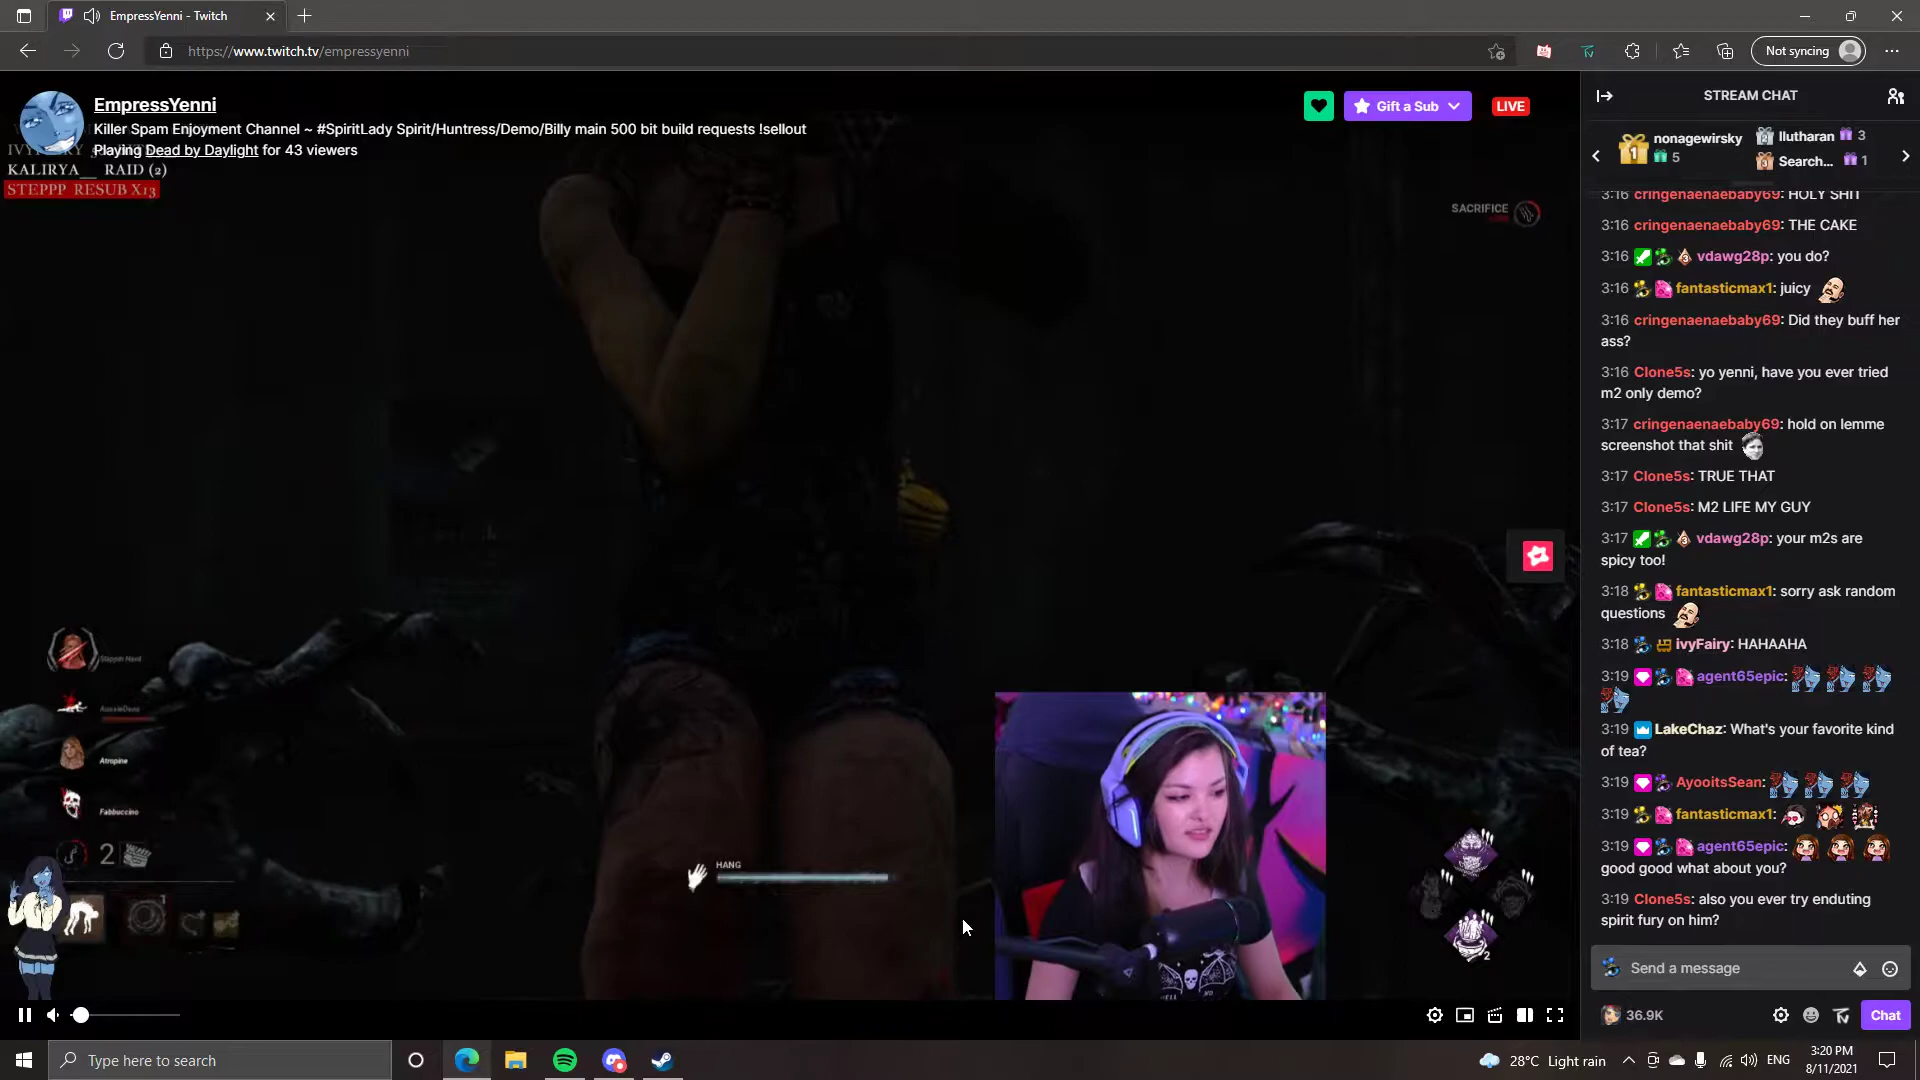 EmpressYenni - Twitch
https://www.twitch.tv/empressyenni
Not syncing
EmpressYenni
Killer Spam Enjoyment Channel ~ #SpiritLady Spirit/Huntress/Demo/Billy main 500 bit build requests !sellout
Playing Dead by Daylight for 43 viewers
KALIRYA__ RAID (2)
STEPPP RESUB X13
Gift a Sub
LIVE
SACRIFICE
Atropine
Fabbuccino
2
HANG
2
STREAM CHAT
1
nonagewirsky
5
llutharan 3
Search... 1
3:16 cringenaenaebaby69: HOLY SHIT
3:16 cringenaenaebaby69: THE CAKE
3:16 vdawg28p: you do?
3:16 fantasticmax1: juicy
3:16 cringenaenaebaby69: Did they buff her
ass?
3:16 Clone5s: yo yenni, have you ever tried
m2 only demo?
3:17 cringenaenaebaby69: hold on lemme
screenshot that shit
3:17 Clone5s: TRUE THAT
3:17 Clone5s: M2 LIFE MY GUY
3:17 vdawg28p: your m2s are
spicy too!
3:18 fantasticmax1: sorry ask random
questions
3:18 ivyFairy: HAHAAHA
3:19 agent65epic:
3:19 LakeChaz: What's your favorite kind
of tea?
3:19 AyooitsSean:
3:19 fantasticmax1:
3:19 agent65epic:
good good what about you?
3:19 Clone5s: also you ever try enduting
spirit fury on him?
Send a message
36.9K
Chat
Type here to search
28°C Light rain
ENG
3:20 PM
8/11/2021